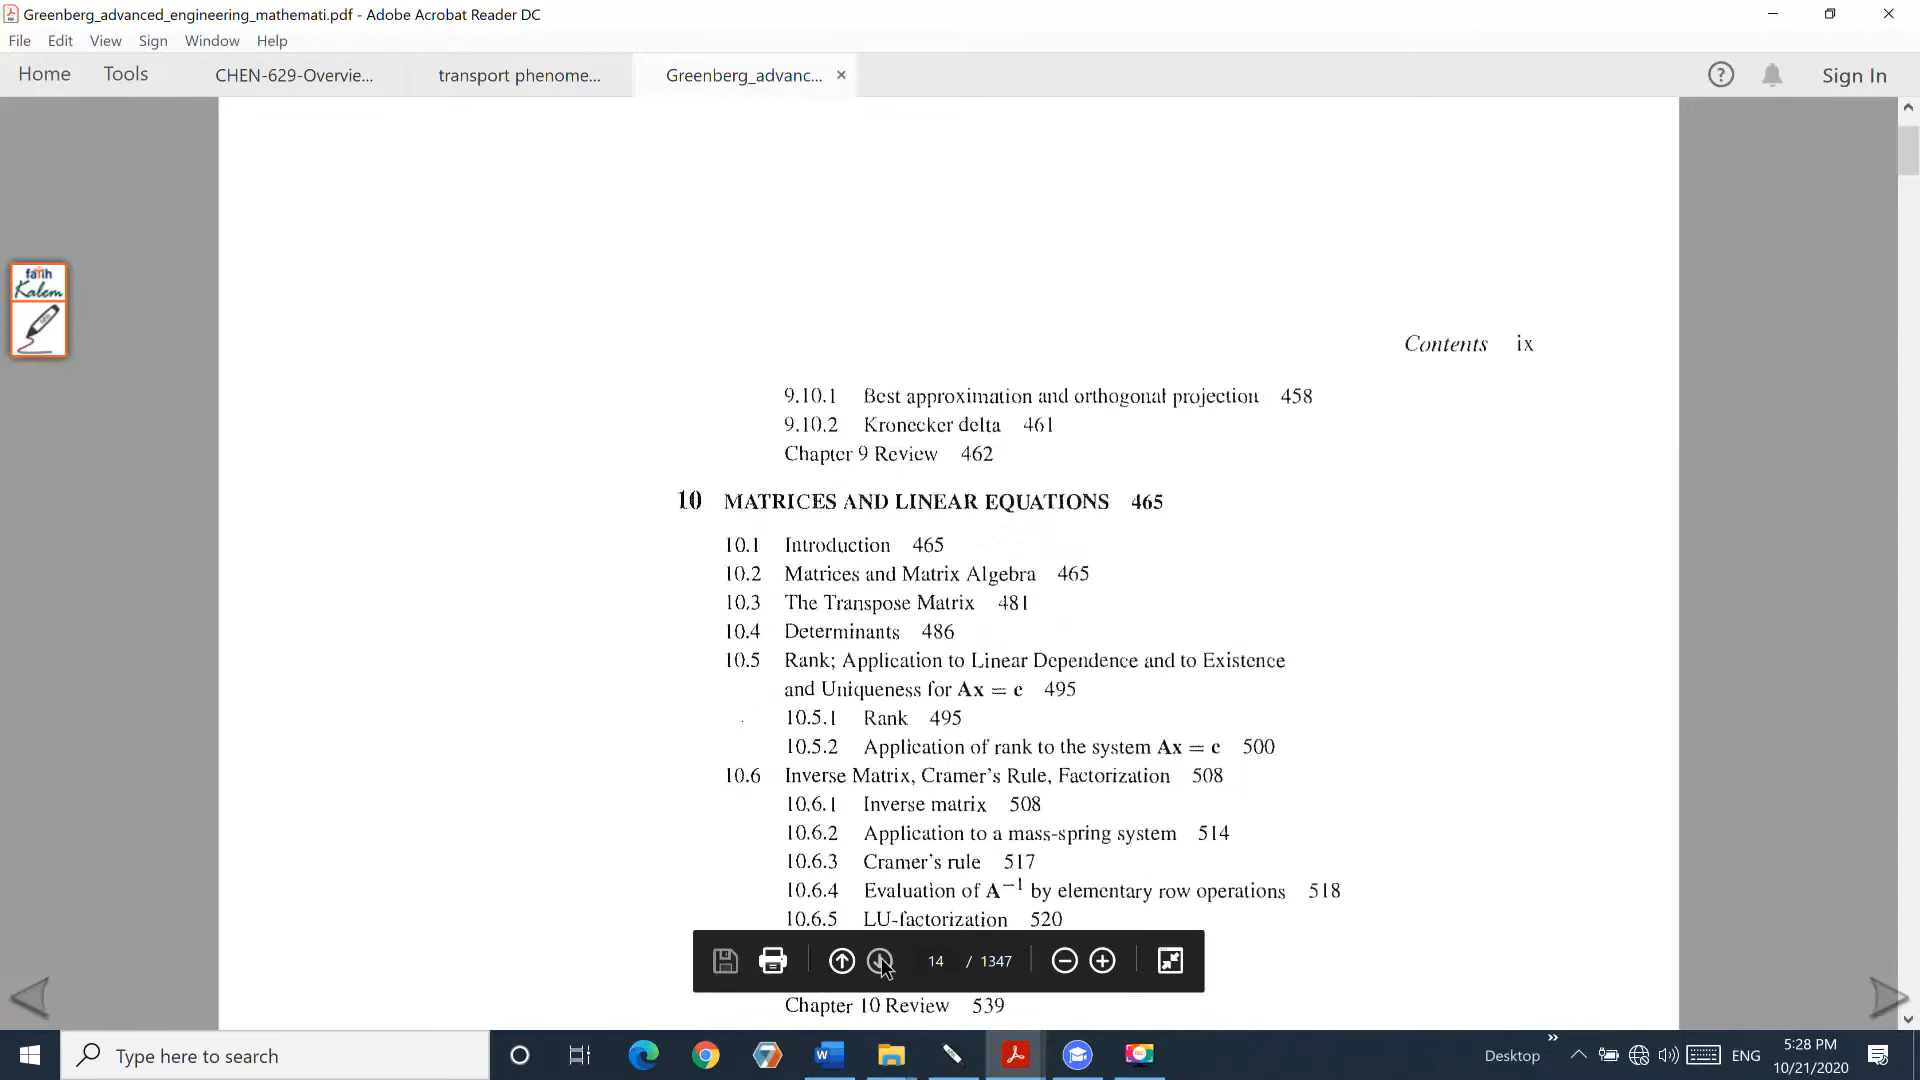 Greenberg_advanced_engineering_mathemati.pdf - Adobe Acrobat Reader DC
File Edit View Sign Window Help
Home Tools CHEN-629-Overvie... transport phenome... Greenberg_advanc... × ? Sign In
fatih
Kalem
Contents ix
9.10.1 Best approximation and orthogonal projection 458
9.10.2 Kronecker delta 461
Chapter 9 Review 462
10 MATRICES AND LINEAR EQUATIONS 465
10.1 Introduction 465
10.2 Matrices and Matrix Algebra 465
10.3 The Transpose Matrix 481
10.4 Determinants 486
10.5 Rank; Application to Linear Dependence and to Existence
and Uniqueness for Ax = c 495
10.5.1 Rank 495
10.5.2 Application of rank to the system Ax = c 500
10.6 Inverse Matrix, Cramer's Rule, Factorization 508
10.6.1 Inverse matrix 508
10.6.2 Application to a mass-spring system 514
10.6.3 Cramer's rule 517
10.6.4 Evaluation of A⁻¹ by elementary row operations 518
10.6.5 LU-factorization 520
14 / 1347
Chapter 10 Review 539
Type here to search
Desktop » ENG
5:28 PM
10/21/2020